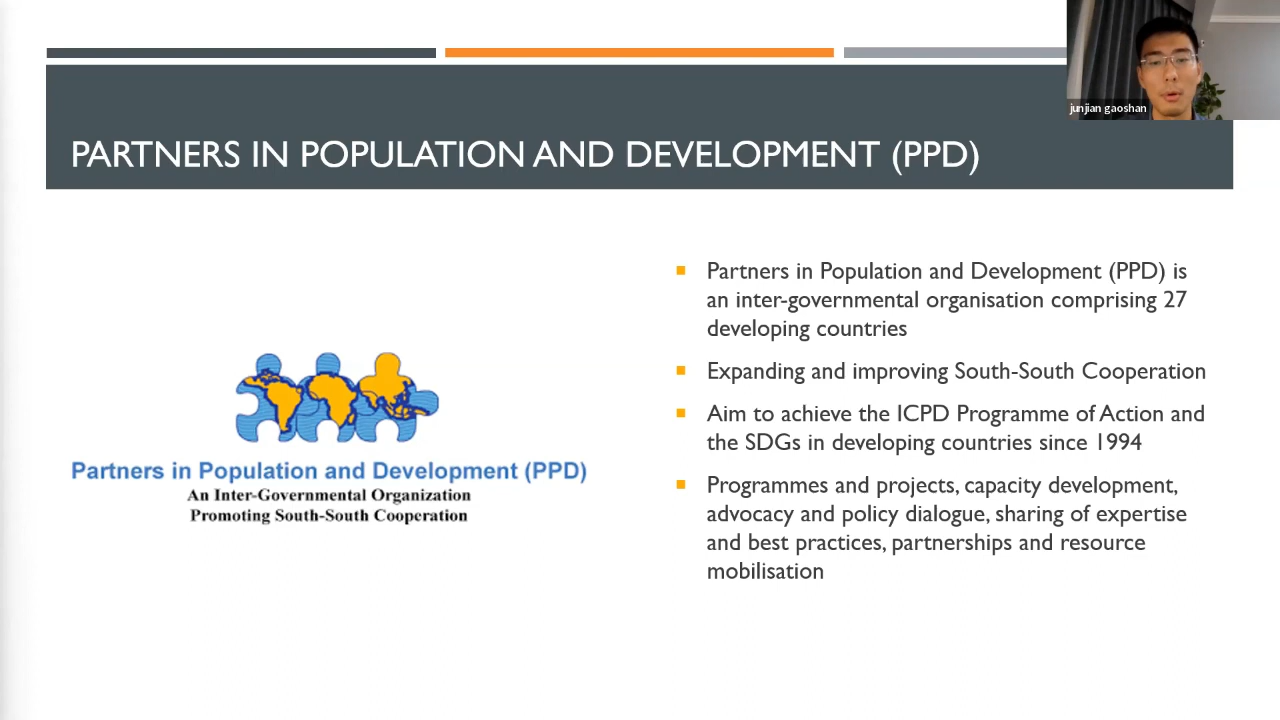 junjian gaoshan
PARTNERS IN POPULATION AND DEVELOPMENT (PPD)
Partners in Population and Development (PPD)
An Inter-Governmental Organization
Promoting South-South Cooperation
Partners in Population and Development (PPD) is
an inter-governmental organisation comprising 27
developing countries
Expanding and improving South-South Cooperation
Aim to achieve the ICPD Programme of Action and
the SDGs in developing countries since 1994
Programmes and projects, capacity development,
advocacy and policy dialogue, sharing of expertise
and best practices, partnerships and resource
mobilisation